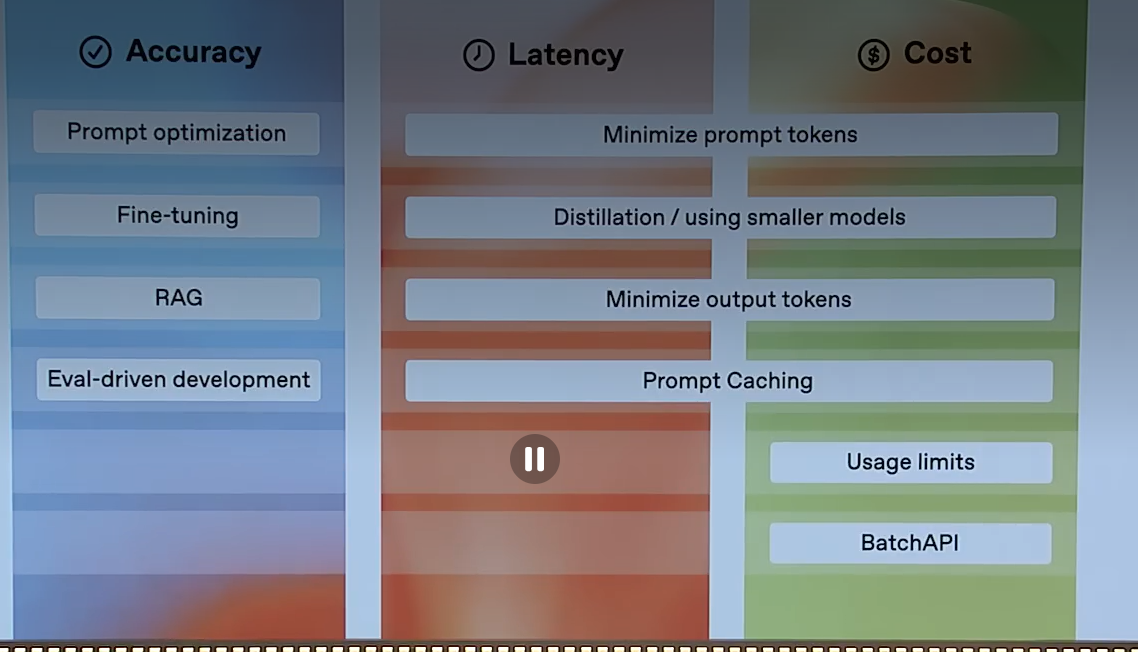 Accuracy
Latency
Cost
Prompt optimization
Minimize prompt tokens
Fine-tuning
Distillation / using smaller models
RAG
Minimize output tokens
Eval-driven development
Prompt Caching
Usage limits
BatchAPI